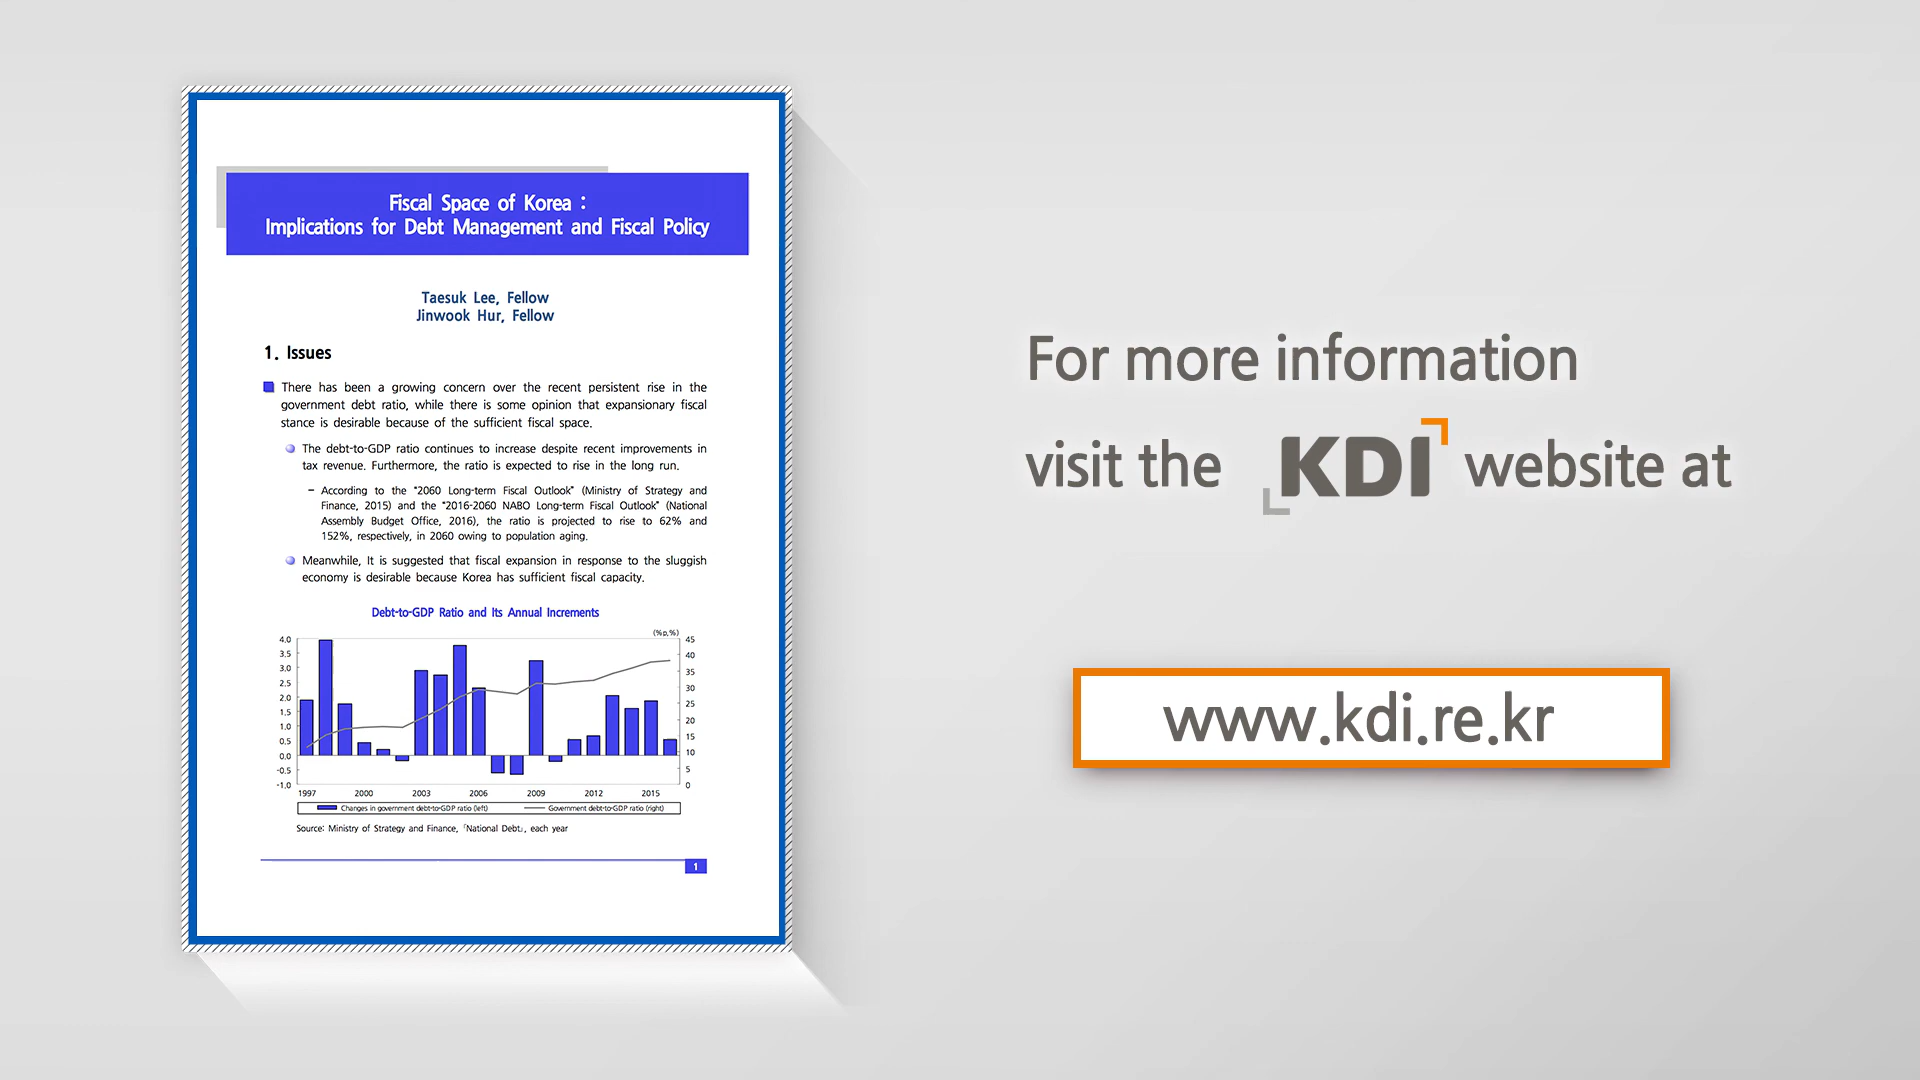 Fiscal Space of Korea :
Implications for Debt Management and Fiscal Policy
Taesuk Lee, Fellow
Jinwook Hur, Fellow
1. Issues
There has been a growing concern over the recent persistent rise in the
government debt ratio, while there is some opinion that expansionary fiscal
stance is desirable because of the sufficient fiscal space.
The debt-to-GDP ratio continues to increase despite recent improvements in
tax revenue. Furthermore, the ratio is expected to rise in the long run.
– According to the "2060 Long-term Fiscal Outlook" (Ministry of Strategy and
Finance, 2015) and the "2016-2060 NABO Long-term Fiscal Outlook" (National
Assembly Budget Office, 2016), the ratio is projected to rise to 62% and
152%, respectively, in 2060 owing to population aging.
Meanwhile, It is suggested that fiscal expansion in response to the sluggish
economy is desirable because Korea has sufficient fiscal capacity.
Debt-to-GDP Ratio and Its Annual Increments
(%p,%)
4.0 45
3.5 40
3.0 35
2.5 30
2.0 25
1.5 20
1.0 15
0.5 10
0.0 5
-0.5 0
-1.0
1997 2000 2003 2006 2009 2012 2015
Changes in government debt-to-GDP ratio (left) Government debt-to-GDP ratio (right)
Source: Ministry of Strategy and Finance, 「National Debt」, each year
1
For more information
visit the KDI website at
www.kdi.re.kr